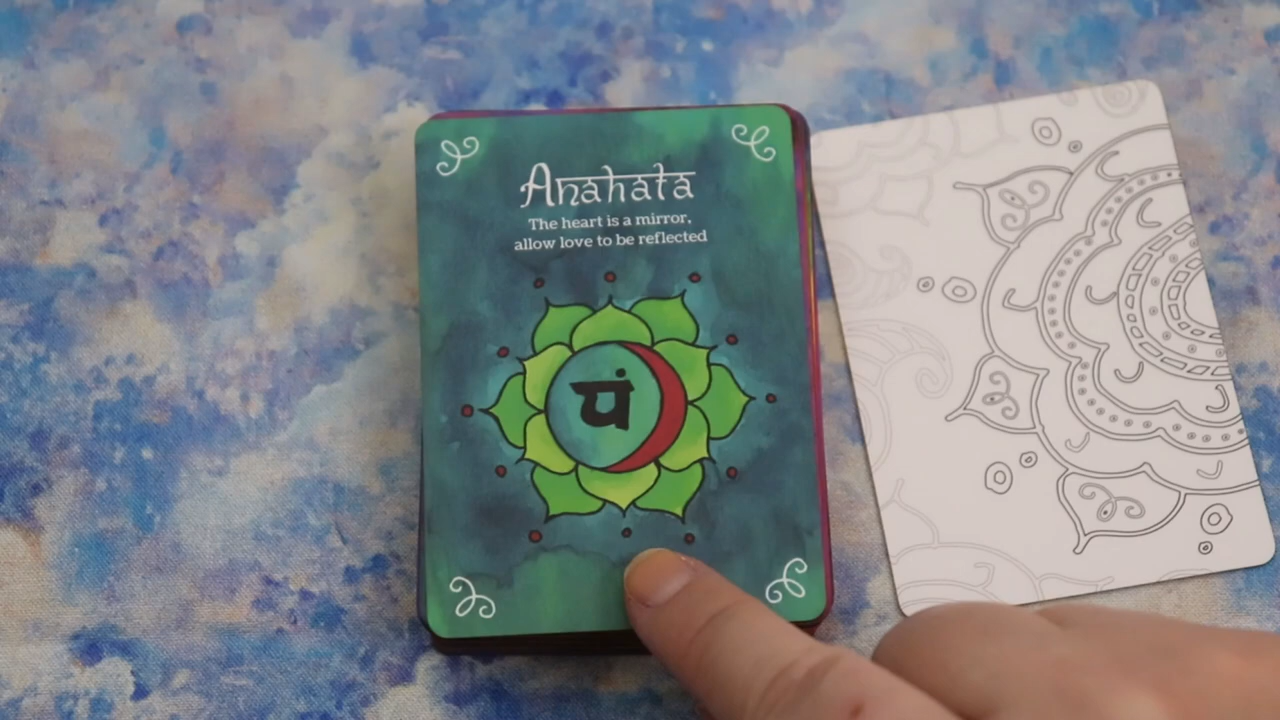 Anahata
The heart is a mirror,
allow love to be reflected
यं